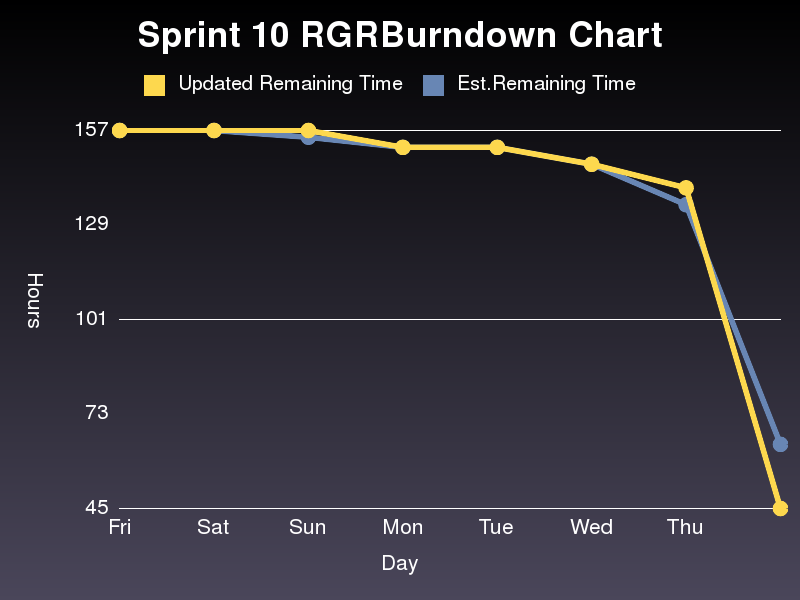 Sprint 10 RGRBurndown Chart
Updated Remaining Time Est.Remaining Time
157
129
101
73
45
Hours
Fri Sat Sun Mon Tue Wed Thu
Day